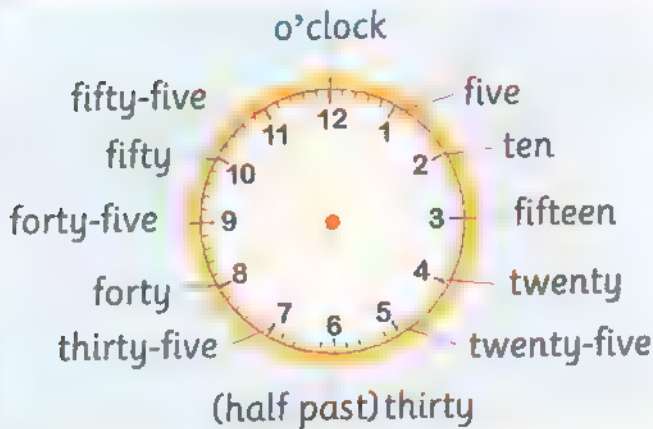 o'clock
fifty-five
five
12
11
1
fifty
ten
10
2
forty-five
9
3
fifteen
8
4
forty
twenty
7
5
6
thirty-five
twenty-five
(half past) thirty